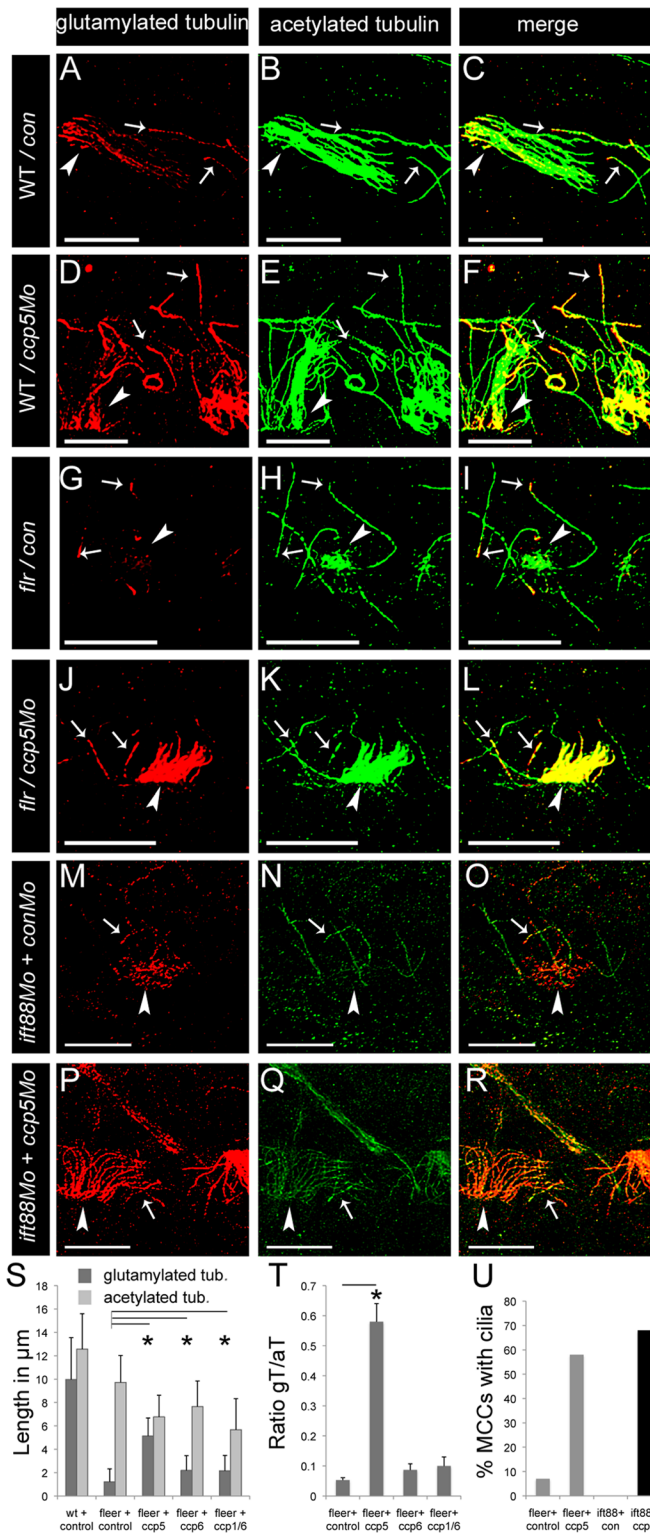 glutamylated tubulin acetylated tubulin merge
WT / con
A B C
WT / ccp5Mo
D E F
flr / con
G H I
flr / ccp5Mo
J K L
ift88Mo + conMo
M N O
ift88Mo + ccp5Mo
P Q R
S
glutamylated tub.
acetylated tub.
Length in µm
16
14
12
10
8
6
4
2
0
* * *
wt + control
fleer + control
fleer + ccp5
fleer + ccp6
fleer + ccp1/6
T
Ratio gT/aT
0.7
0.6
0.5
0.4
0.3
0.2
0.1
0
*
fleer+ control
fleer+ ccp5
fleer+ ccp6
fleer+ ccp1/6
U
% MCCs with cilia
80
70
60
50
40
30
20
10
0
fleer+ control
fleer+ ccp5
ift88+ con
ift88+